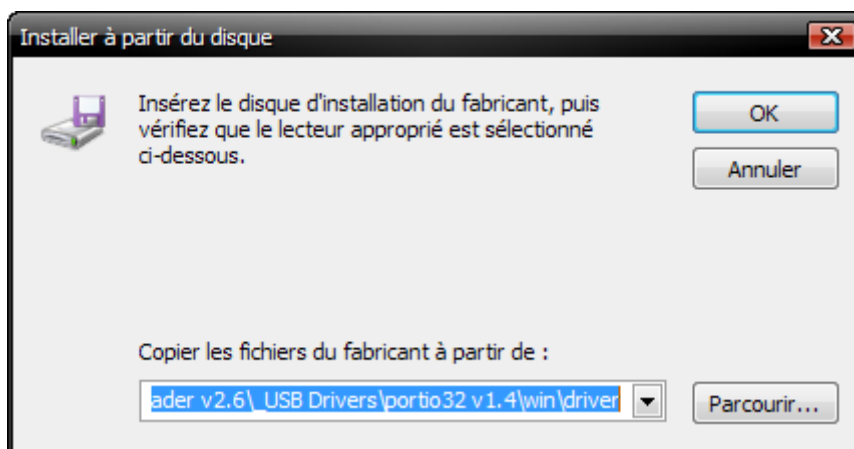 Installer à partir du disque
Insérez le disque d'installation du fabricant, puis
vérifiez que le lecteur approprié est sélectionné
ci-dessous.
OK
Annuler
Copier les fichiers du fabricant à partir de :
ader v2.6\_USB Drivers\portio32 v1.4\win\driver
Parcourir...